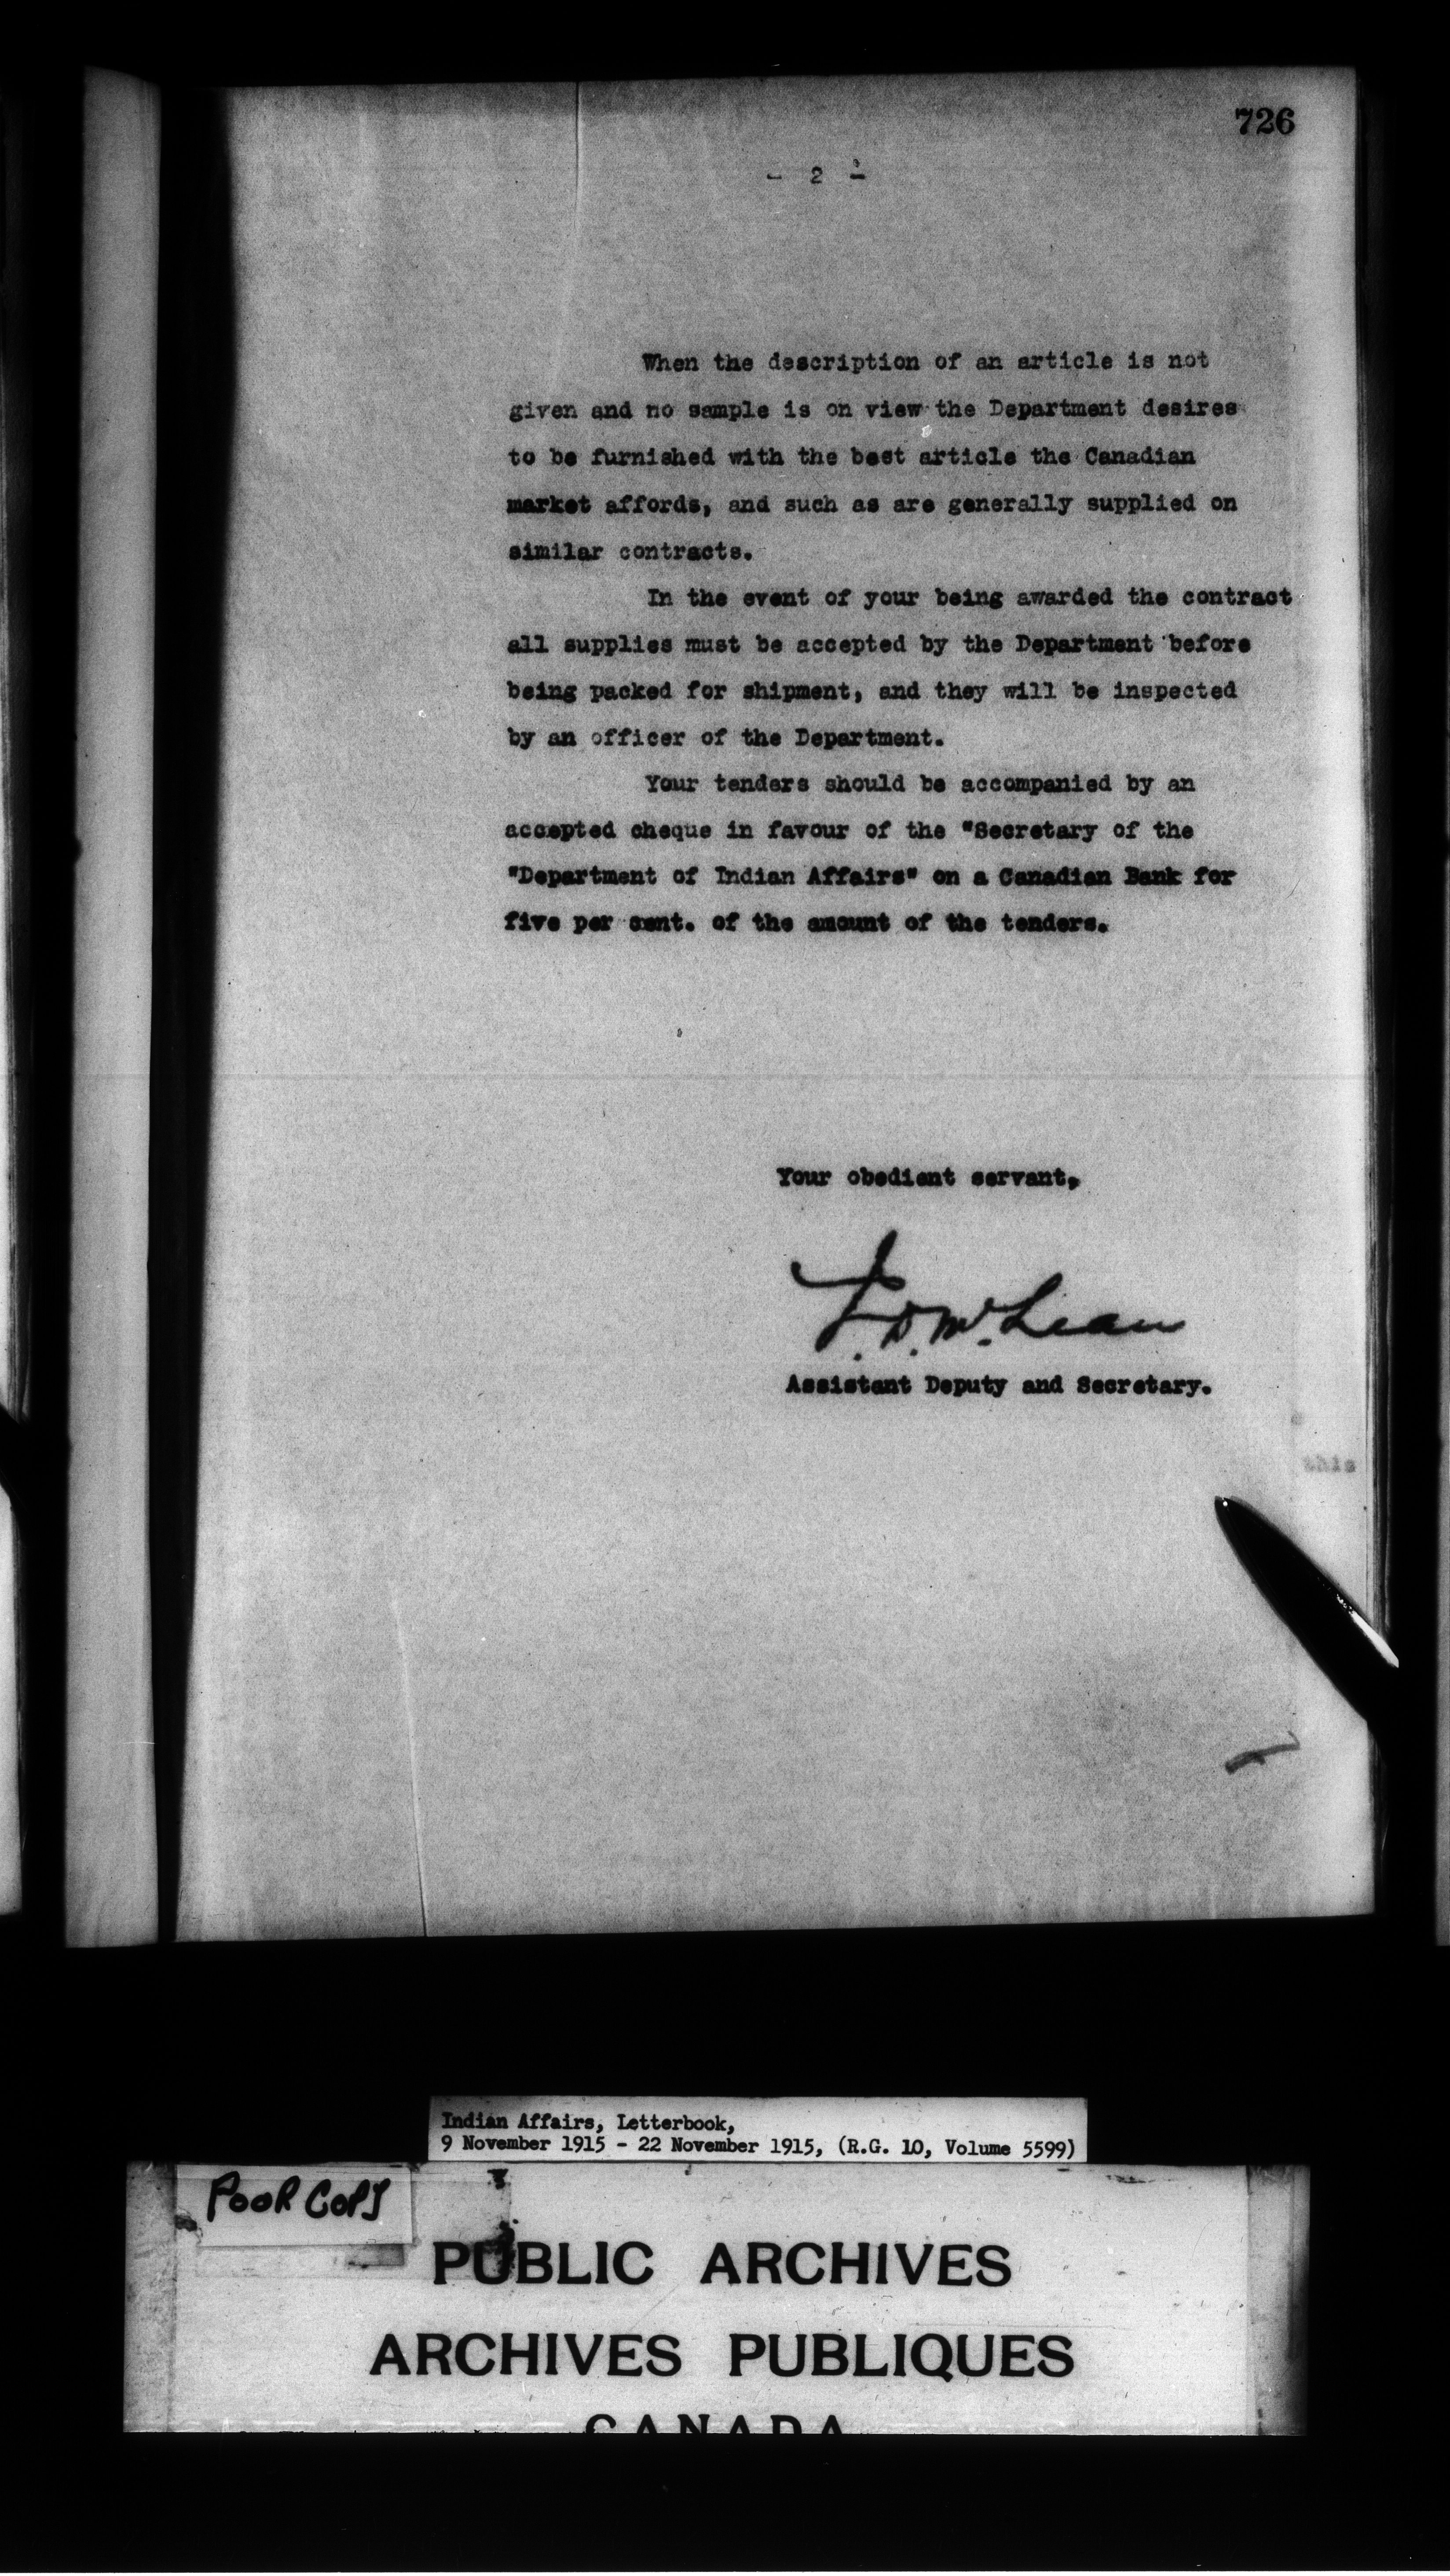 726
- 2 -
When the description of an article is not
given and no sample is on view the Department desires
to be furnished with the best article the Canadian
market affords, and such as are generally supplied on
similar contracts.
In the event of your being awarded the contract
all supplies must be accepted by the Department before
being packed for shipment, and they will be inspected
by an officer of the Department.
Your tenders should be accompanied by an
accepted cheque in favour of the "Secretary of the
"Department of Indian Affairs" on a Canadian Bank for
five per cent. of the amount of the tenders.
Your obedient servant,
J. D. McLean
Assistant Deputy and Secretary.
this
Indian Affairs, Letterbook,
9 November 1915 - 22 November 1915, (R.G. 10, Volume 5599)
POOR COPY
PUBLIC ARCHIVES
ARCHIVES PUBLIQUES
CANADA